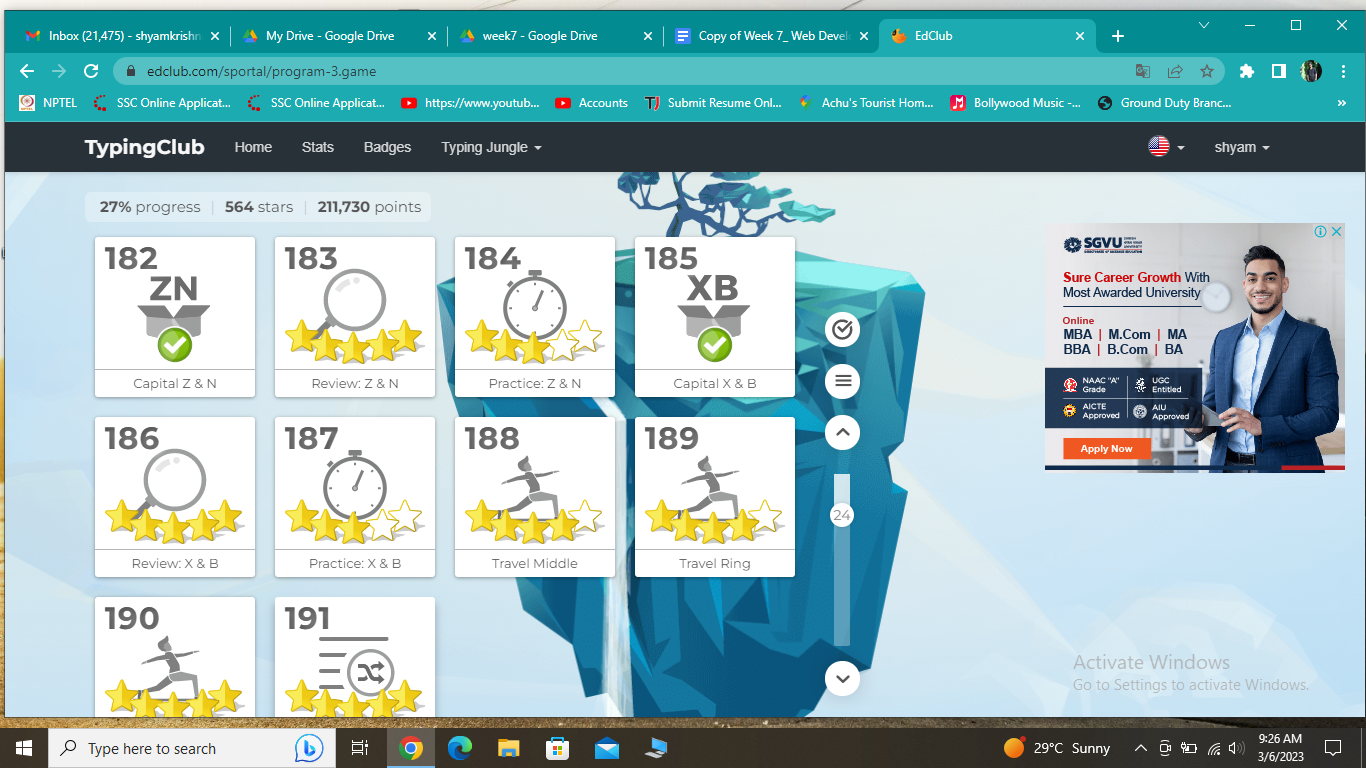 Inbox (21,475) - shyamkrishn
My Drive - Google Drive
week7 - Google Drive
Copy of Week 7_ Web Devel
EdClub
edclub.com/sportal/program-3.game
NPTEL
SSC Online Applicat...
SSC Online Applicat...
https://www.youtub...
Accounts
Submit Resume Onl...
Achu's Tourist Hom...
Bollywood Music -...
Ground Duty Branc...
TypingClub Home Stats Badges Typing Jungle shyam
27% progress | 564 stars | 211,730 points
182
ZN
Capital Z & N
183
Review: Z & N
184
Practice: Z & N
185
XB
Capital X & B
186
Review: X & B
187
Practice: X & B
188
Travel Middle
189
Travel Ring
190
191
24
SGVU
Sure Career Growth With
Most Awarded University
Online
MBA | M.Com | MA
BBA | B.Com | BA
NAAC "A"
Grade
UGC
Entitled
AICTE
Approved
AIU
Approved
Apply Now
Activate Windows
Go to Settings to activate Windows.
Type here to search
29°C Sunny
9:26 AM
3/6/2023